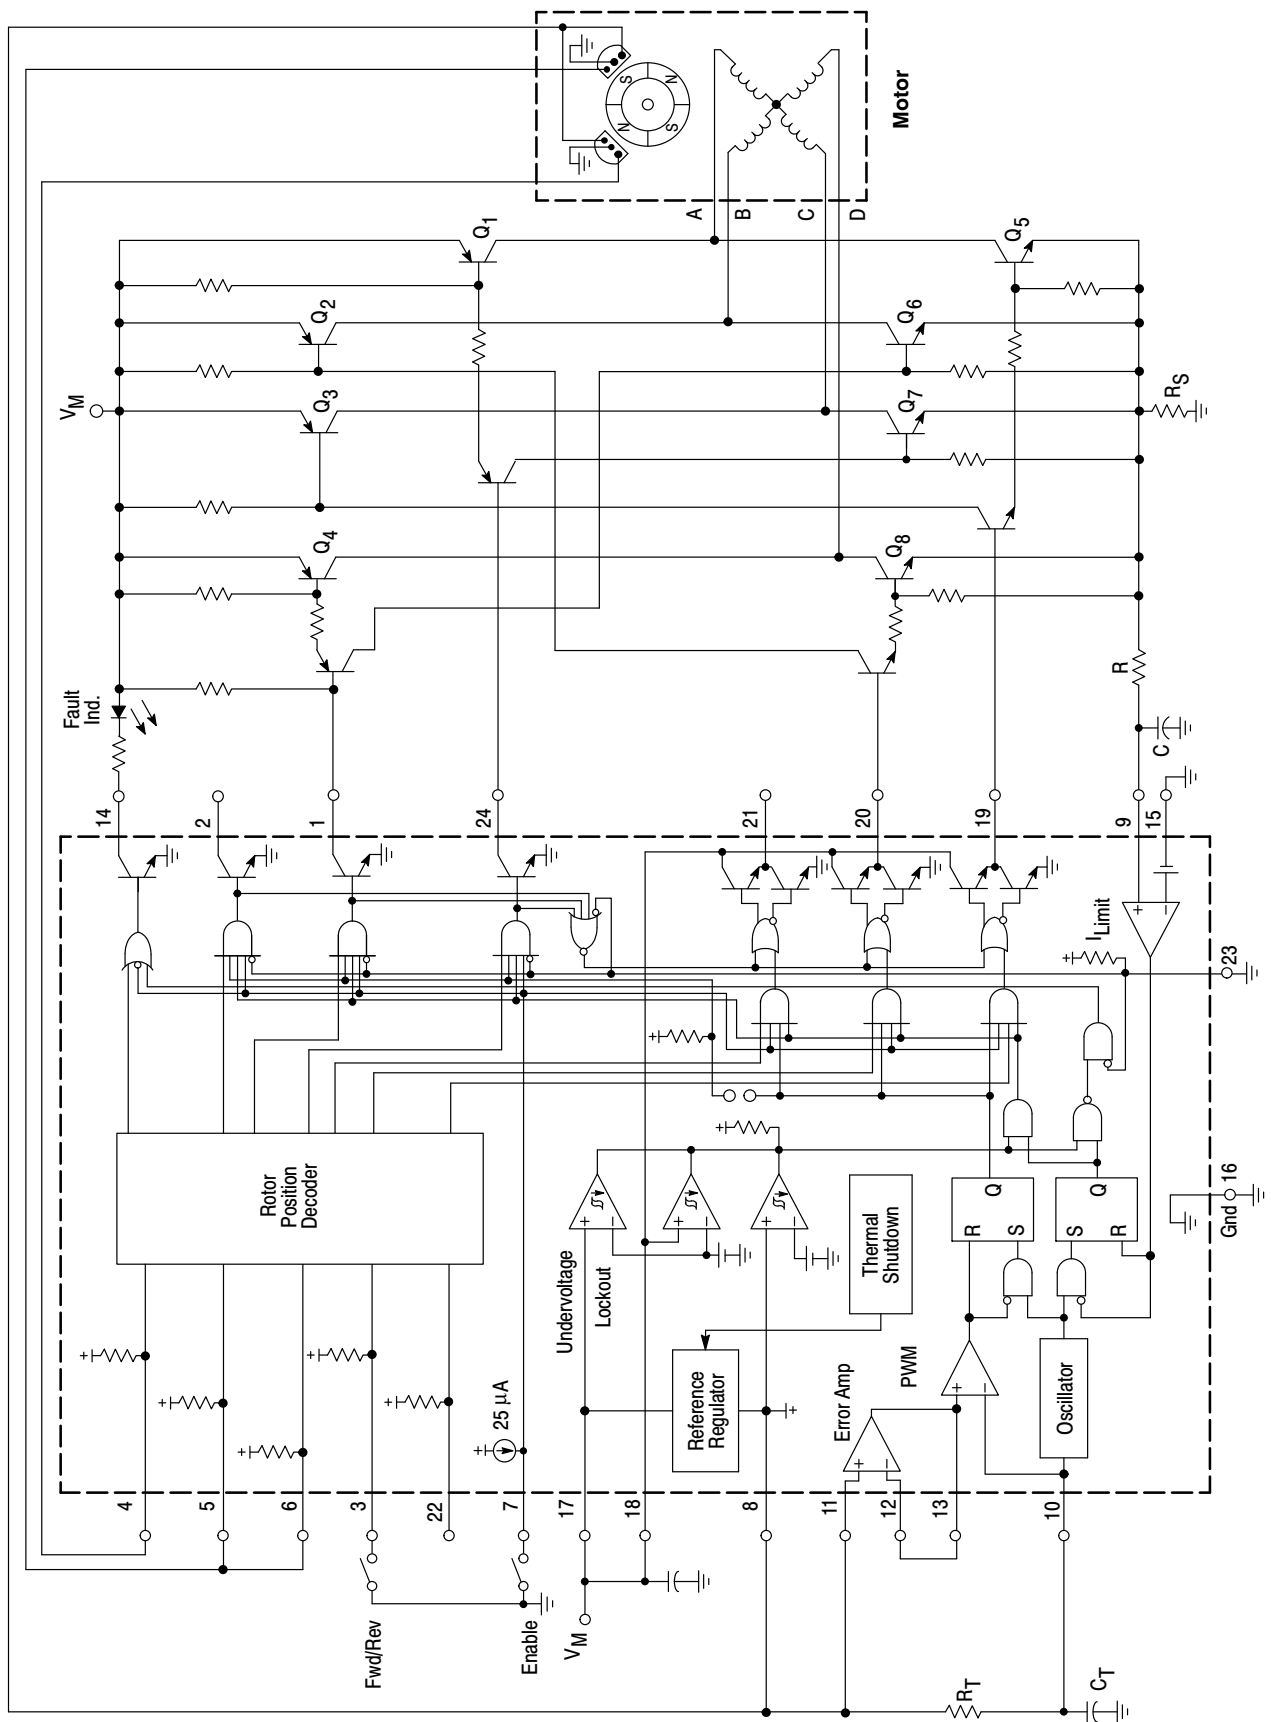 Fault
Ind.
VM
14
4
5
2
Rotor
Position
Decoder
6
1
Q4
Q3
Q2
Fwd/Rev
3
22
24
Q1
7
25 µA
Enable
VM
17
Undervoltage
Lockout
N
S
S
N
18
Reference
Regulator
A
B
C
D
8
21
Motor
11
Error Amp
Thermal
Shutdown
20
12
Q8
Q7
Q6
13
PWM
R
Q
S
19
Q5
RT
10
Oscillator
S
Q
R
ILimit
CT
9
R
15
C
RS
Gnd
16
23